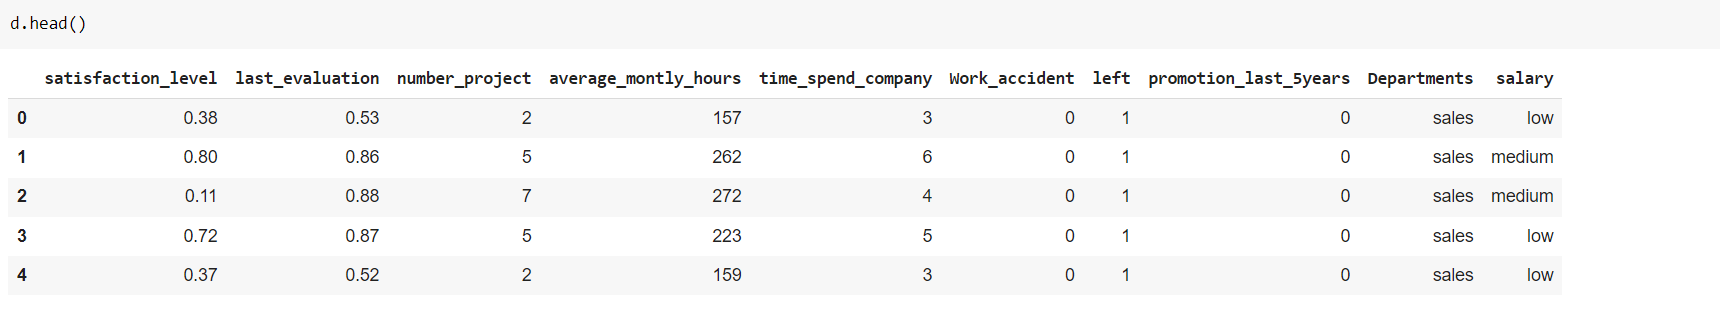 d.head()
satisfaction_level last_evaluation number_project average_montly_hours time_spend_company Work_accident left promotion_last_5years Departments salary
0 0.38 0.53 2 157 3 0 1 0 sales low
1 0.80 0.86 5 262 6 0 1 0 sales medium
2 0.11 0.88 7 272 4 0 1 0 sales medium
3 0.72 0.87 5 223 5 0 1 0 sales low
4 0.37 0.52 2 159 3 0 1 0 sales low